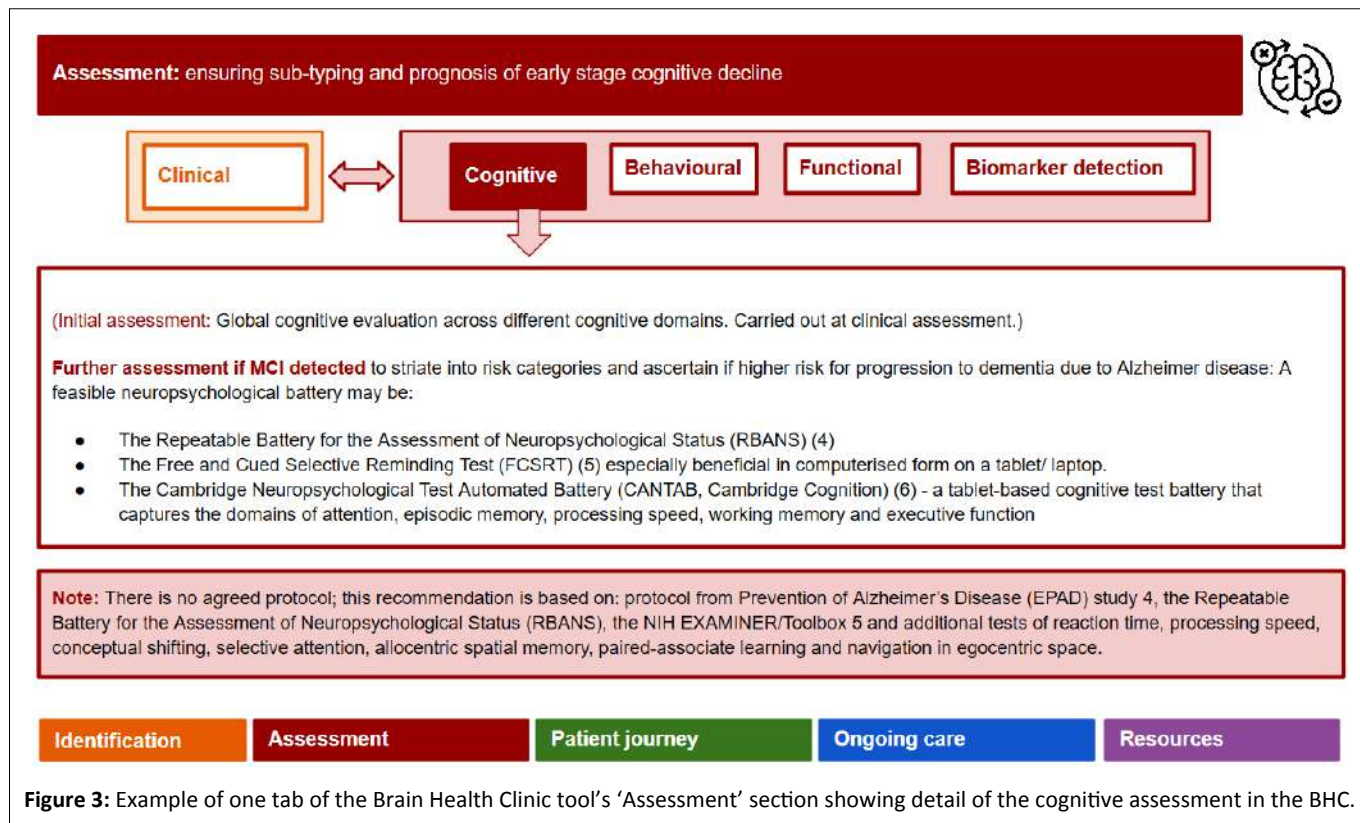 Assessment: ensuring sub-typing and prognosis of early stage cognitive decline
Clinical
Cognitive
Behavioural
Functional
Biomarker detection
(Initial assessment: Global cognitive evaluation across different cognitive domains. Carried out at clinical assessment.)
Further assessment if MCI detected to striate into risk categories and ascertain if higher risk for progression to dementia due to Alzheimer disease: A
feasible neuropsychological battery may be:
● The Repeatable Battery for the Assessment of Neuropsychological Status (RBANS) (4)
● The Free and Cued Selective Reminding Test (FCSRT) (5) especially beneficial in computerised form on a tablet/ laptop.
● The Cambridge Neuropsychological Test Automated Battery (CANTAB, Cambridge Cognition) (6) - a tablet-based cognitive test battery that
captures the domains of attention, episodic memory, processing speed, working memory and executive function
Note: There is no agreed protocol; this recommendation is based on: protocol from Prevention of Alzheimer's Disease (EPAD) study 4, the Repeatable
Battery for the Assessment of Neuropsychological Status (RBANS), the NIH EXAMINER/Toolbox 5 and additional tests of reaction time, processing speed,
conceptual shifting, selective attention, allocentric spatial memory, paired-associate learning and navigation in egocentric space.
Identification
Assessment
Patient journey
Ongoing care
Resources
Figure 3: Example of one tab of the Brain Health Clinic tool's ‘Assessment’ section showing detail of the cognitive assessment in the BHC.